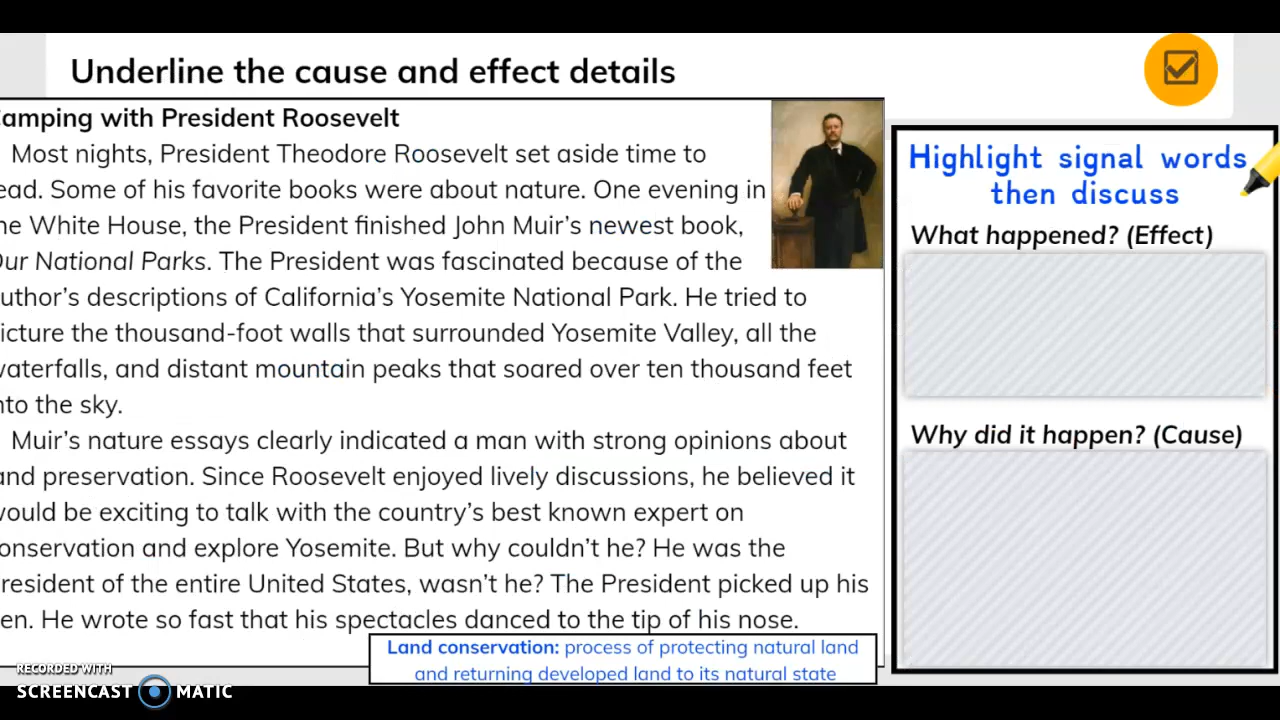 Underline the cause and effect details
amping with President Roosevelt
Most nights, President Theodore Roosevelt set aside time to
ead. Some of his favorite books were about nature. One evening in
he White House, the President finished John Muir's newest book,
Our National Parks. The President was fascinated because of the
uthor's descriptions of California's Yosemite National Park. He tried to
icture the thousand-foot walls that surrounded Yosemite Valley, all the
waterfalls, and distant mountain peaks that soared over ten thousand feet
nto the sky.
Muir's nature essays clearly indicated a man with strong opinions about
and preservation. Since Roosevelt enjoyed lively discussions, he believed it
would be exciting to talk with the country's best known expert on
onservation and explore Yosemite. But why couldn't he? He was the
resident of the entire United States, wasn't he? The President picked up his
en. He wrote so fast that his spectacles danced to the tip of his nose.
Land conservation: process of protecting natural land
and returning developed land to its natural state
Highlight signal words
then discuss
What happened? (Effect)
Why did it happen? (Cause)
RECORDED WITH
SCREENCAST MATIC